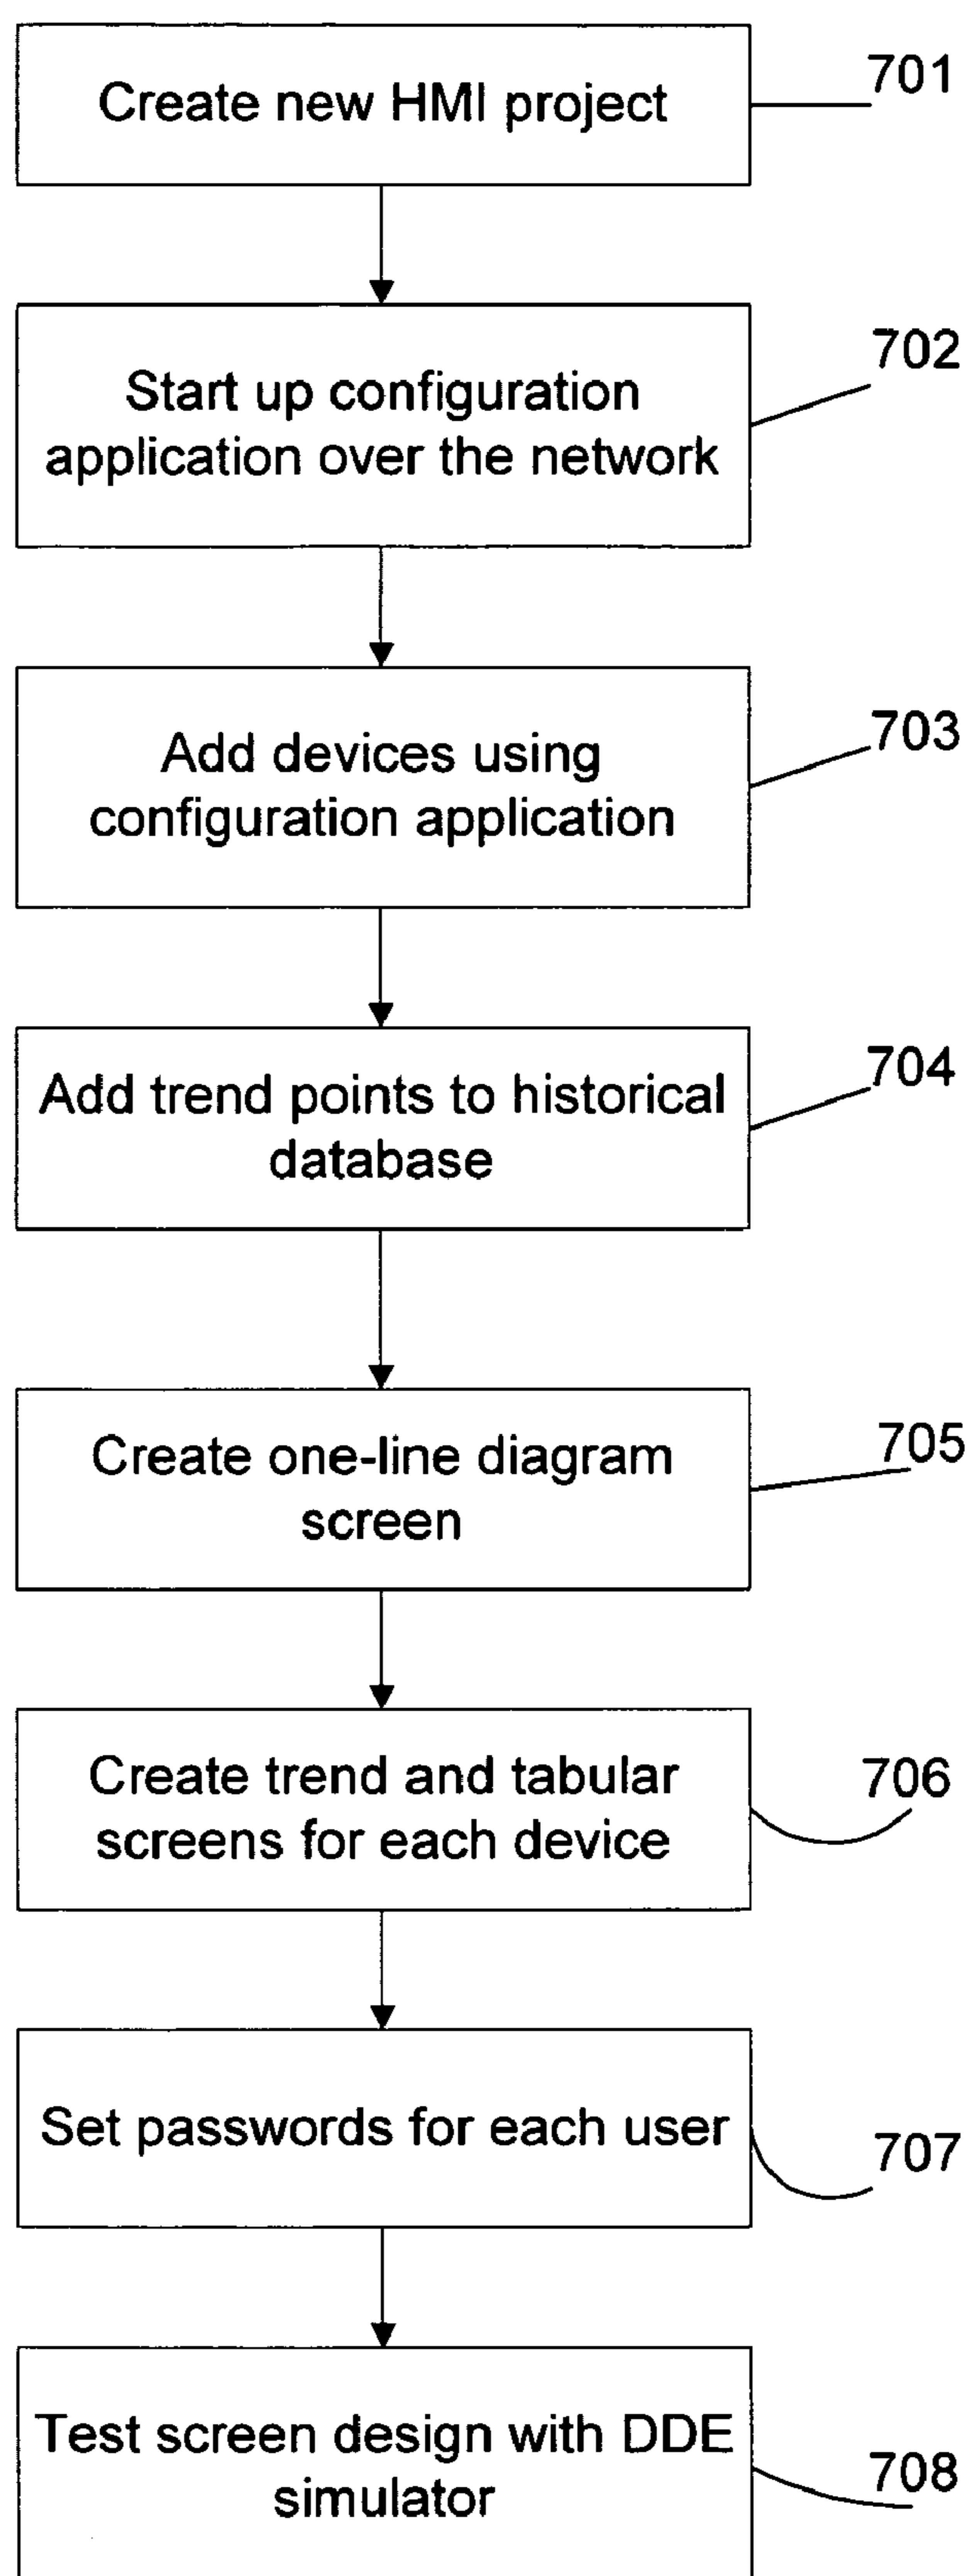 Create new HMI project
701
Start up configuration
application over the network
702
Add devices using
configuration application
703
Add trend points to historical
database
704
Create one-line diagram
screen
705
Create trend and tabular
screens for each device
706
Set passwords for each user
707
Test screen design with DDE
simulator
708